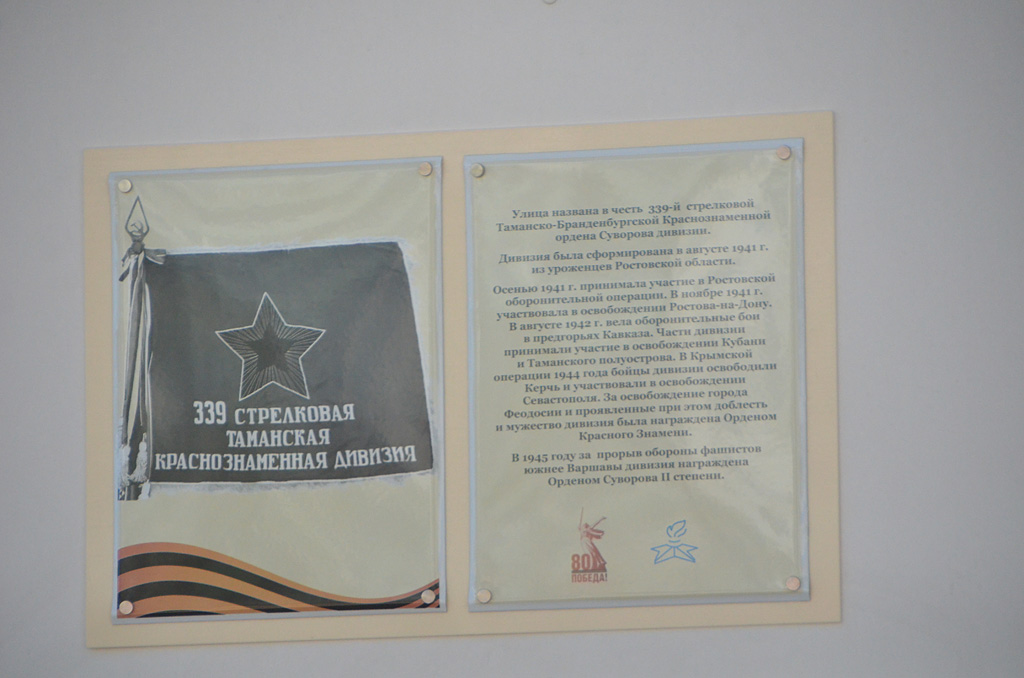 339 СТРЕЛКОВАЯ
ТАМАНСКАЯ
КРАСНОЗНАМЕННАЯ ДИВИЗИЯ
Улица названа в честь 339-й стрелковой
Таманско-Бранденбургской Краснознаменной
ордена Суворова дивизии.
Дивизия была сформирована в августе 1941 г.
из уроженцев Ростовской области.
Осенью 1941 г. принимала участие в Ростовской
оборонительной операции. В ноябре 1941 г.
участвовала в освобождении Ростова-на-Дону.
В августе 1942 г. вела оборонительные бои
в предгорьях Кавказа. Части дивизии
принимали участие в освобождении Кубани
и Таманского полуострова. В Крымской
операции 1944 года бойцы дивизии освободили
Керчь и участвовали в освобождении
Севастополя. За освобождение города
Феодосии и проявленные при этом доблесть
и мужество дивизия была награждена Орденом
Красного Знамени.
В 1945 году за прорыв обороны фашистов
южнее Варшавы дивизия награждена
Орденом Суворова II степени.
80
ПОБЕДА!